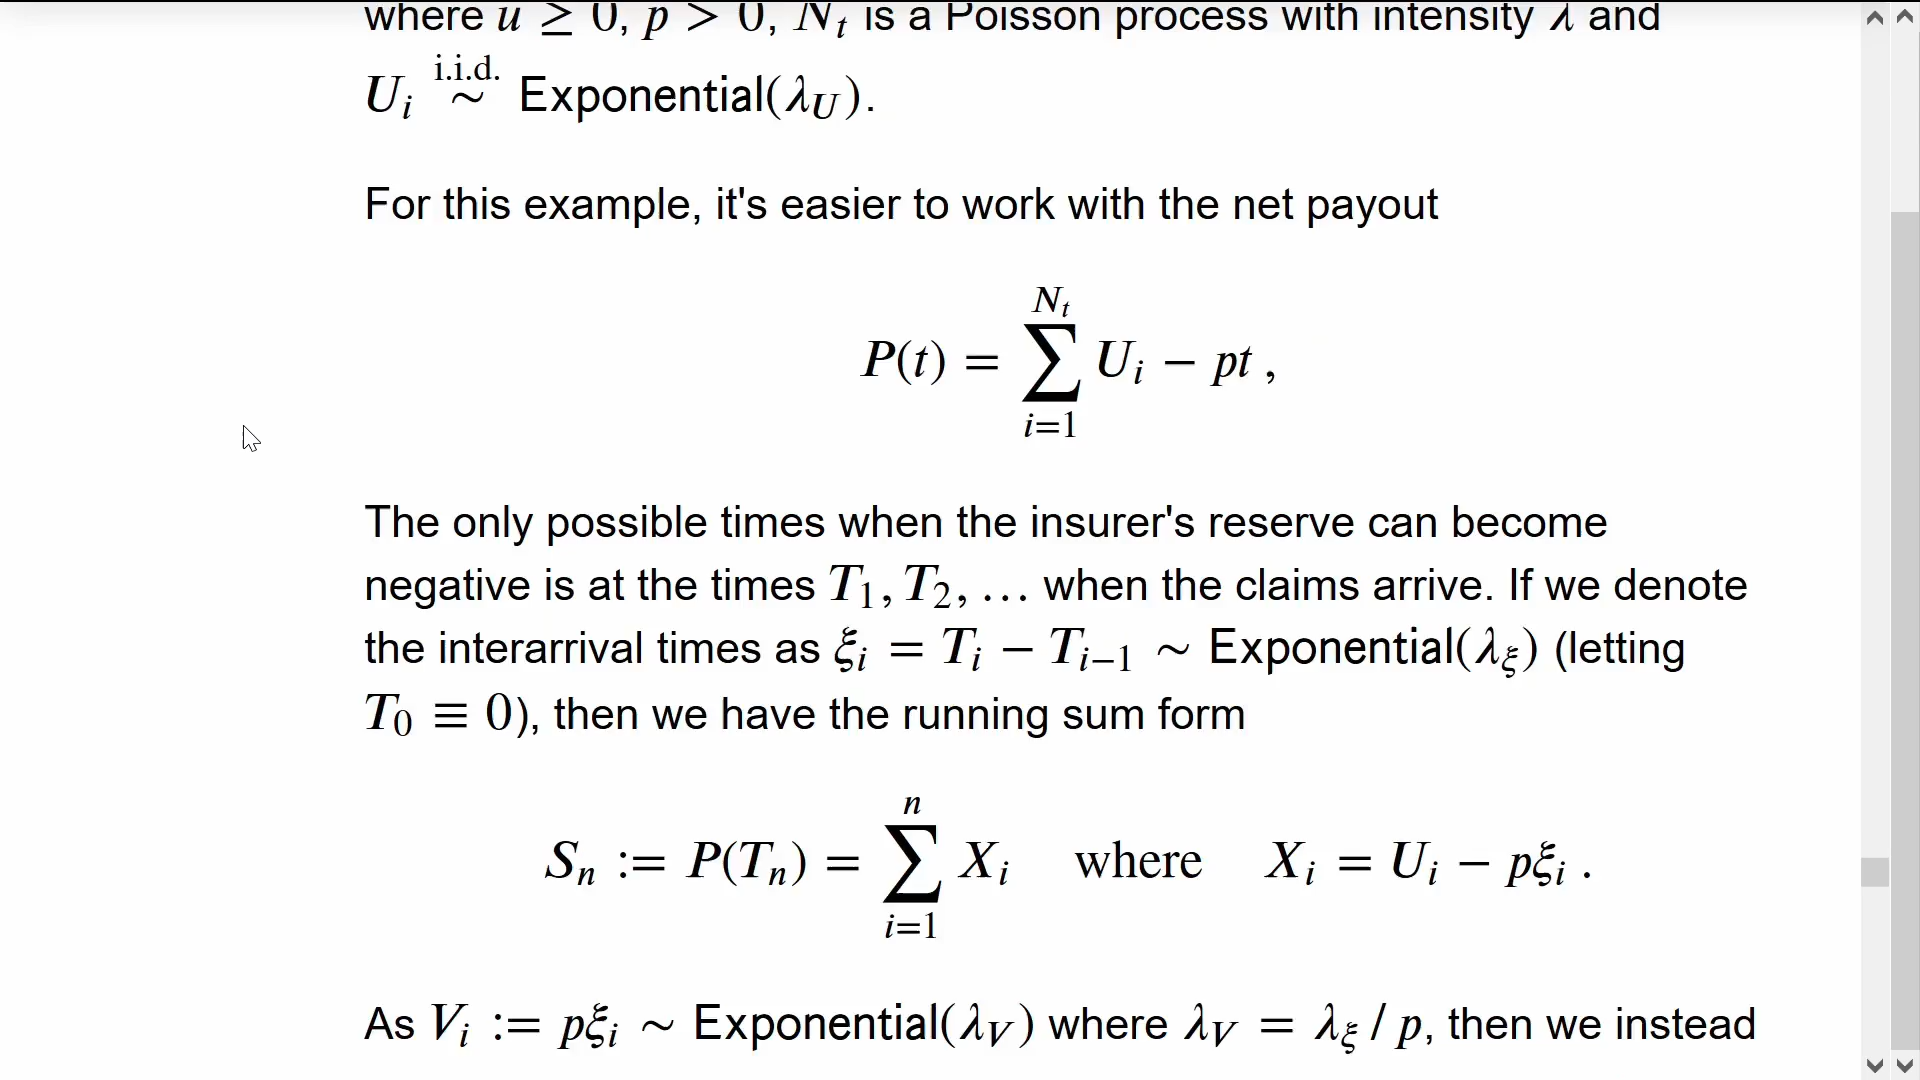 where u ≥ 0, p > 0, N_t is a Poisson process with intensity λ and
U_i i.i.d. ∼ Exponential(λ_U).
For this example, it's easier to work with the net payout
P(t) = ∑_{i=1}^{N_t} U_i − pt ,
The only possible times when the insurer's reserve can become
negative is at the times T_1, T_2, … when the claims arrive. If we denote
the interarrival times as ξ_i = T_i − T_{i−1} ∼ Exponential(λ_ξ) (letting
T_0 ≡ 0), then we have the running sum form
S_n := P(T_n) = ∑_{i=1}^{n} X_i where X_i = U_i − pξ_i .
As V_i := pξ_i ∼ Exponential(λ_V) where λ_V = λ_ξ / p, then we instead